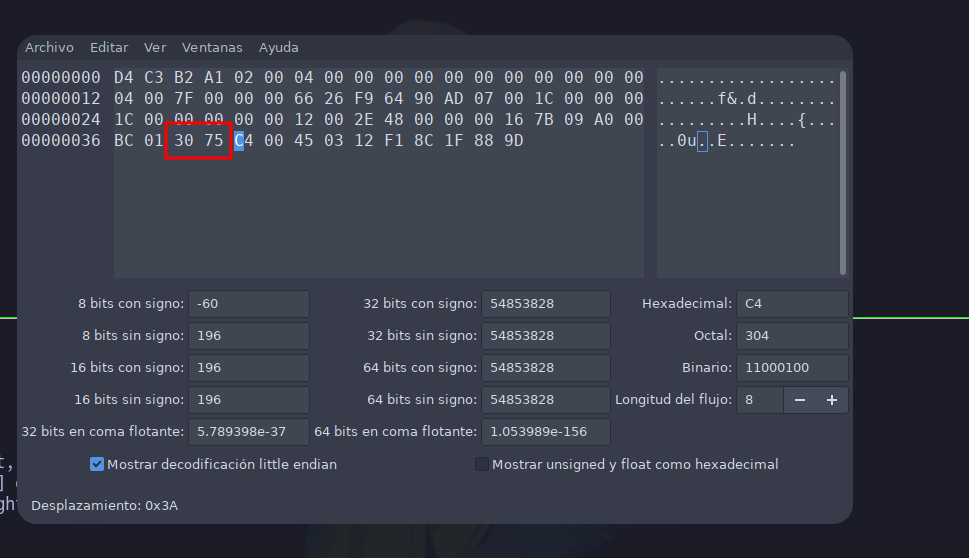 Archivo Editar Ver Ventanas Ayuda
00000000 D4 C3 B2 A1 02 00 04 00 00 00 00 00 00 00 00 00 00 00 ..................
00000012 04 00 7F 00 00 00 66 26 F9 64 90 AD 07 00 1C 00 00 00 ......f&.d........
00000024 1C 00 00 00 00 00 12 00 2E 48 00 00 00 16 7B 09 A0 00 .........H....{...
00000036 BC 01 30 75 C4 00 45 03 12 F1 8C 1F 88 9D ..0u..E.......
8 bits con signo: -60 32 bits con signo: 54853828 Hexadecimal: C4
8 bits sin signo: 196 32 bits sin signo: 54853828 Octal: 304
16 bits con signo: 196 64 bits con signo: 54853828 Binario: 11000100
16 bits sin signo: 196 64 bits sin signo: 54853828 Longitud del flujo: 8 − +
32 bits en coma flotante: 5.789398e-37 64 bits en coma flotante: 1.053989e-156
Mostrar decodificación little endian Mostrar unsigned y float como hexadecimal
Desplazamiento: 0x3A